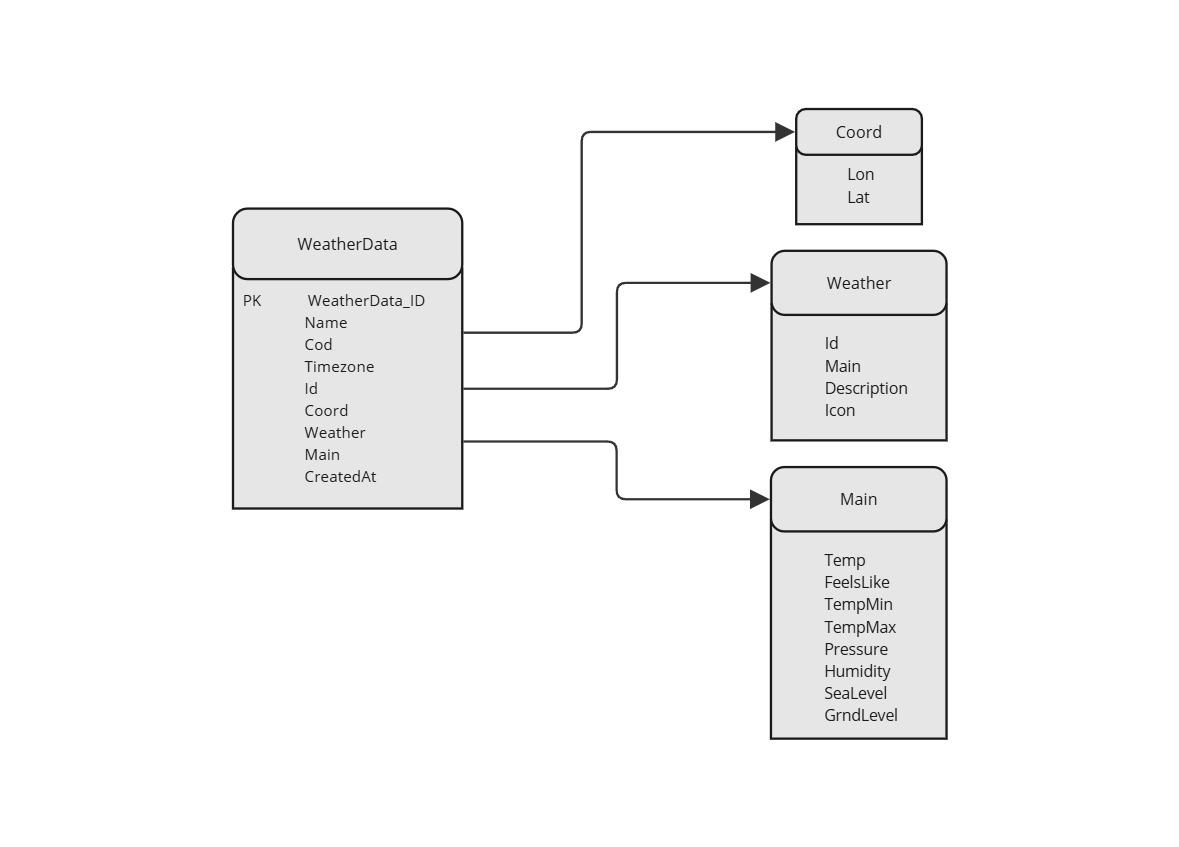 WeatherData
PK WeatherData_ID
Name
Cod
Timezone
Id
Coord
Weather
Main
CreatedAt
Coord
Lon
Lat
Weather
Id
Main
Description
Icon
Main
Temp
FeelsLike
TempMin
TempMax
Pressure
Humidity
SeaLevel
GrndLevel